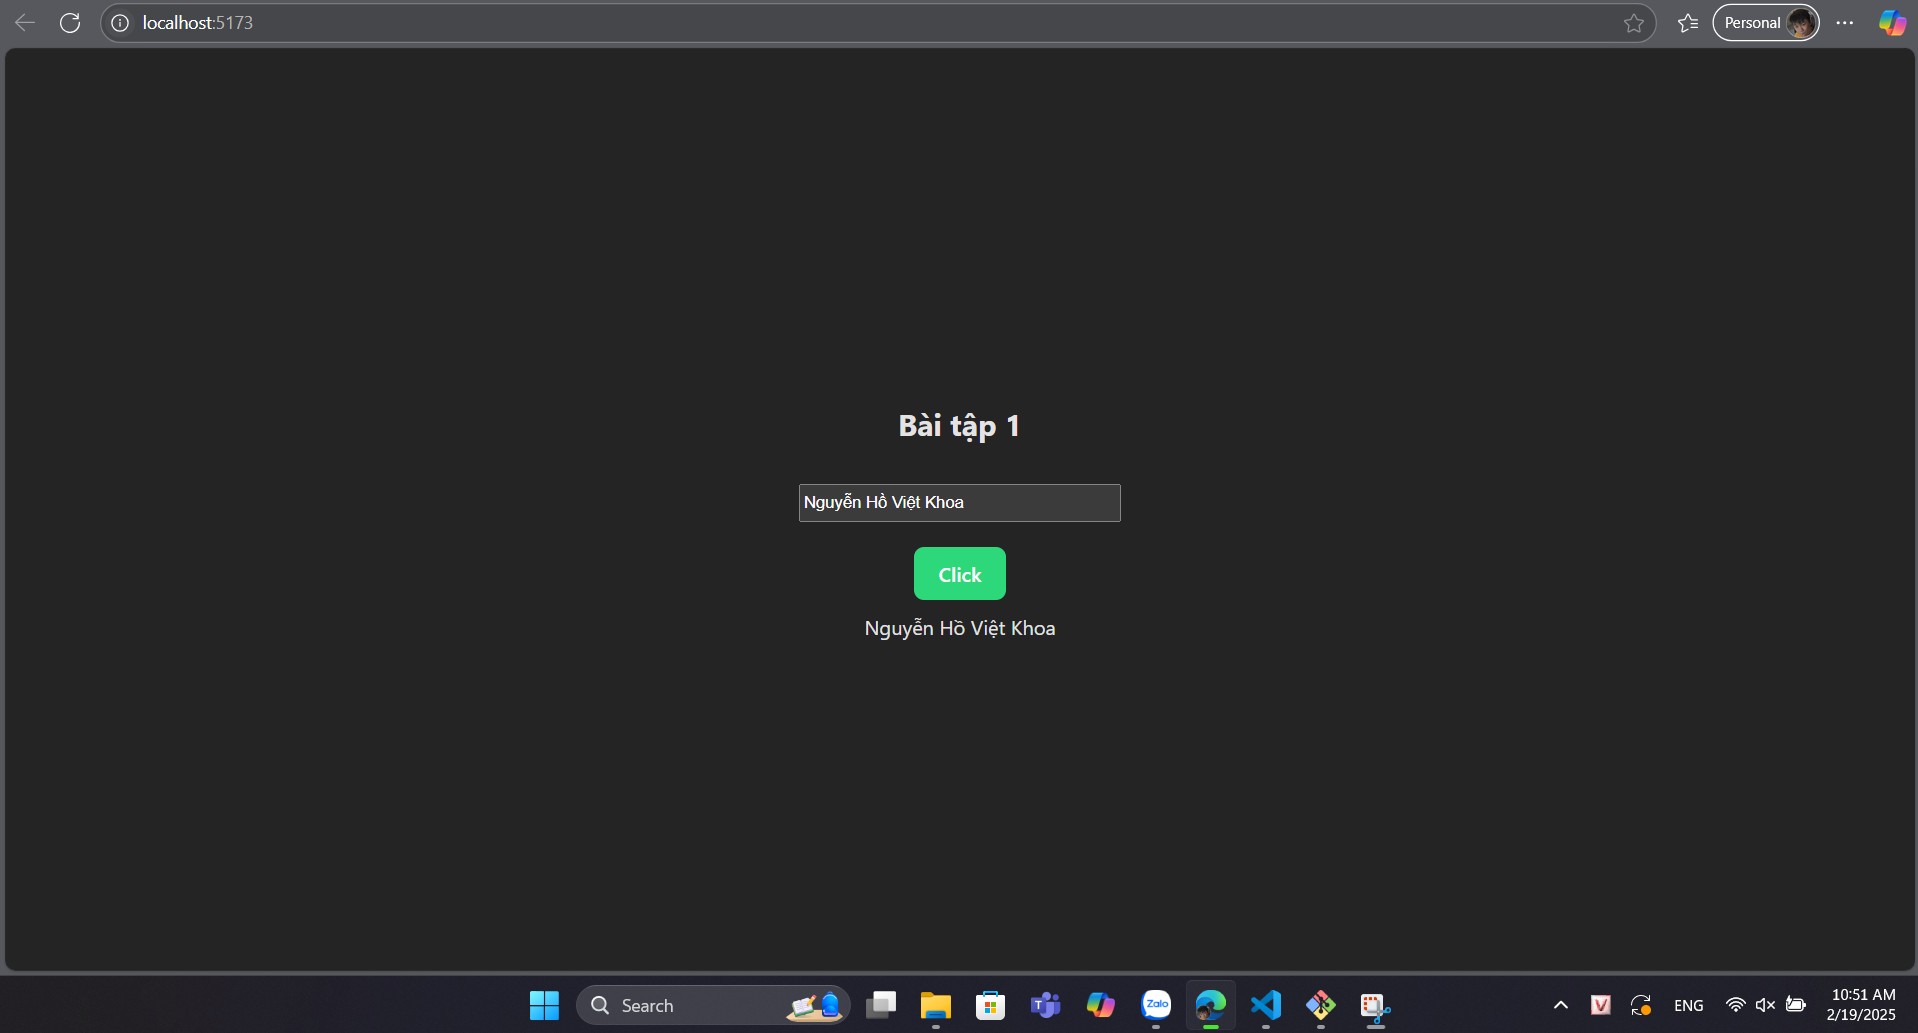 localhost:5173
Personal
Bài tập 1
Nguyễn Hồ Việt Khoa
Click
Nguyễn Hồ Việt Khoa
Search
Zalo
ENG
10:51 AM
2/19/2025